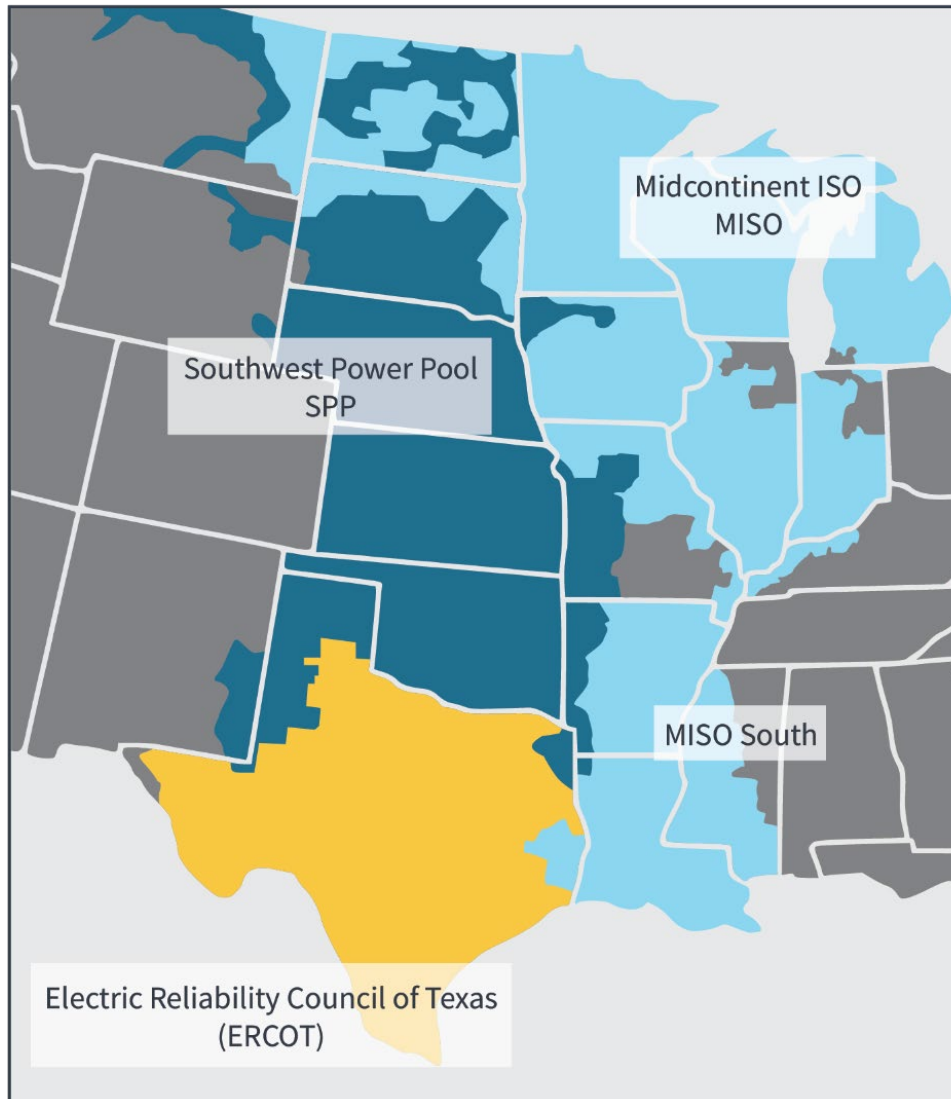 Midcontinent ISO
MISO
Southwest Power Pool
SPP
MISO South
Electric Reliability Council of Texas
(ERCOT)